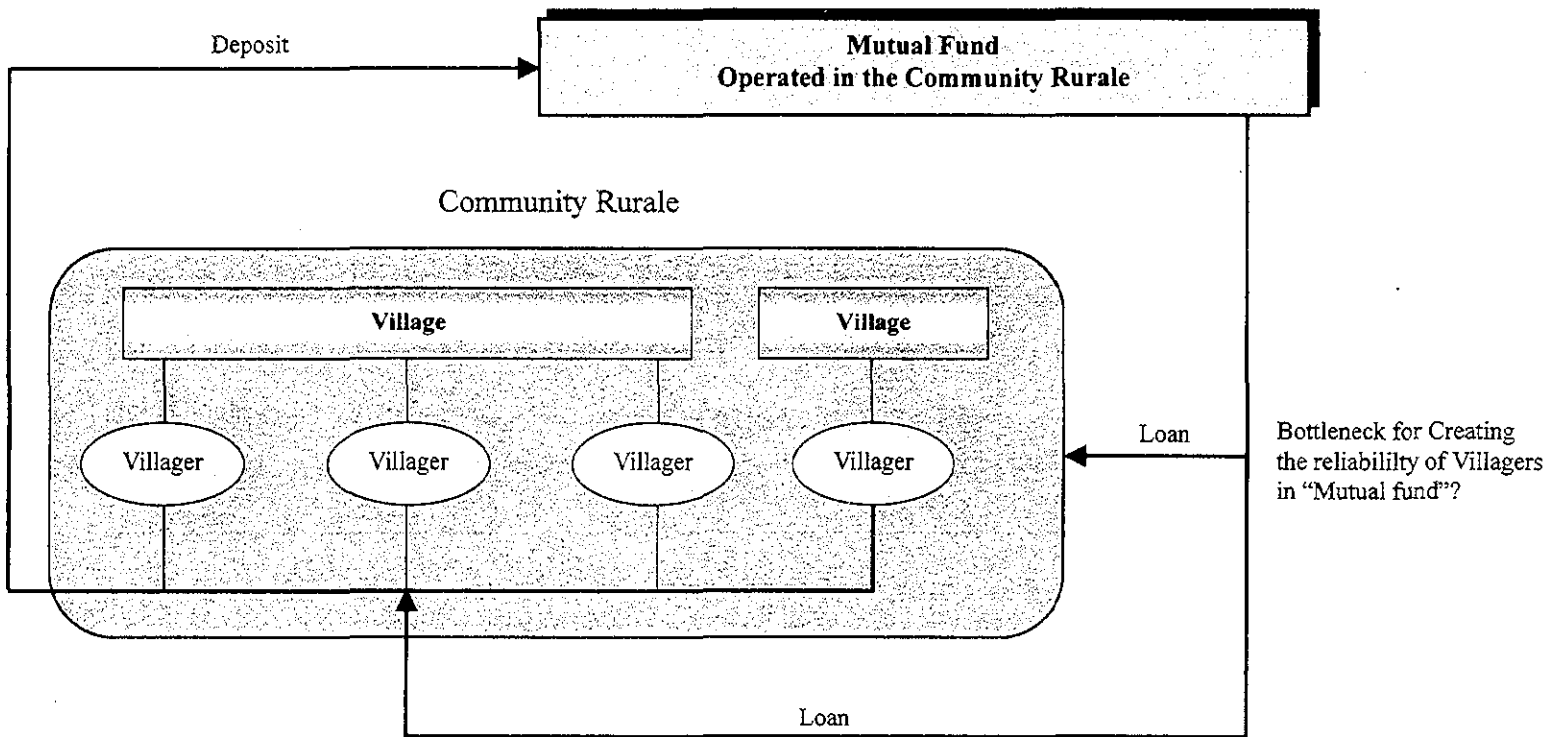 Deposit
Mutual Fund
Operated in the Community Rurale
Community Rurale
Village
Village
Villager
Villager
Villager
Villager
Loan
Bottleneck for Creating
the reliabililty of Villagers
in “Mutual fund”?
Loan